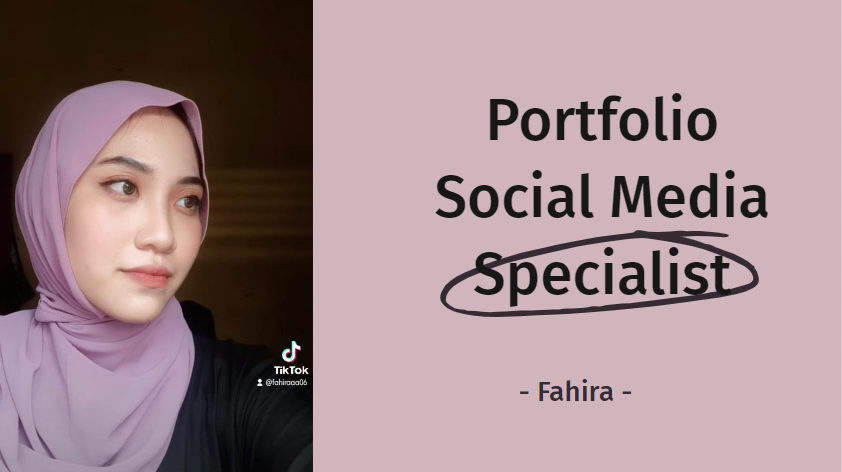 Portfolio
Social Media
Specialist
- Fahira -
TikTok
@fahiraaa06